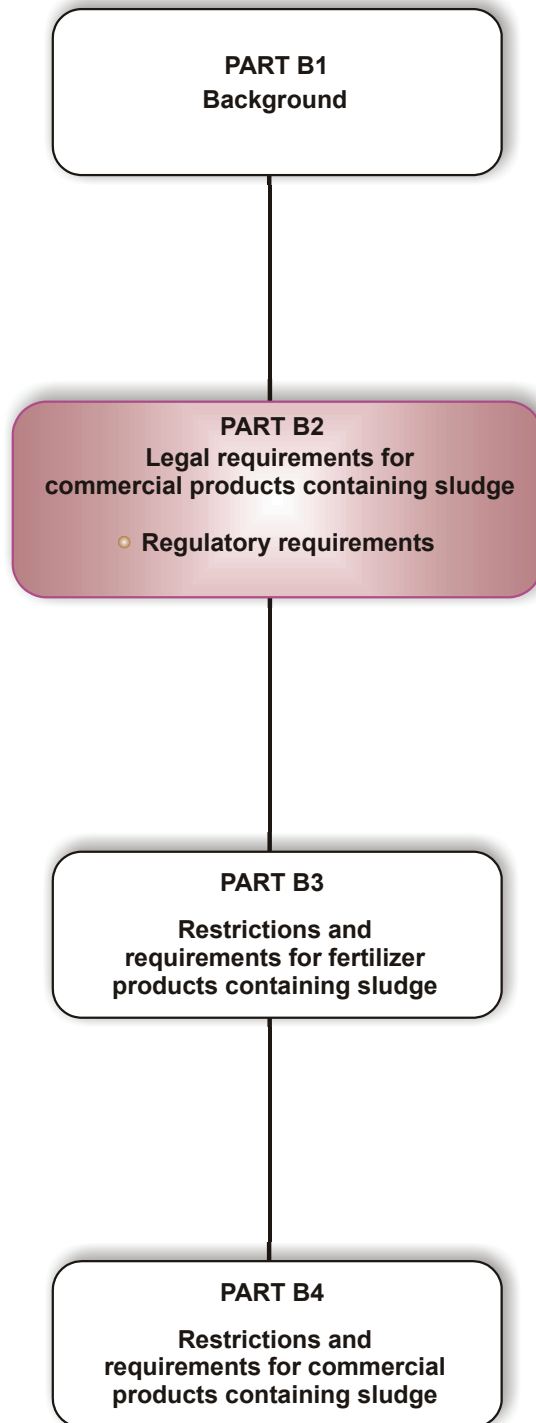 PART B1
Background
PART B2
Legal requirements for
commercial products containing sludge
Regulatory requirements
PART B3
Restrictions and
requirements for fertilizer
products containing sludge
PART B4
Restrictions and
requirements for commercial
products containing sludge